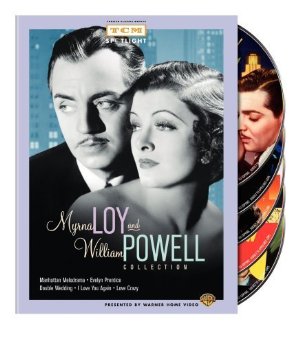 TCM
SPOTLIGHT
Myrna LOY and
William POWELL
COLLECTION
Manhattan Melodrama • Evelyn Prentice
Double Wedding • I Love You Again • Love Crazy
PRESENTED BY WARNER HOME VIDEO